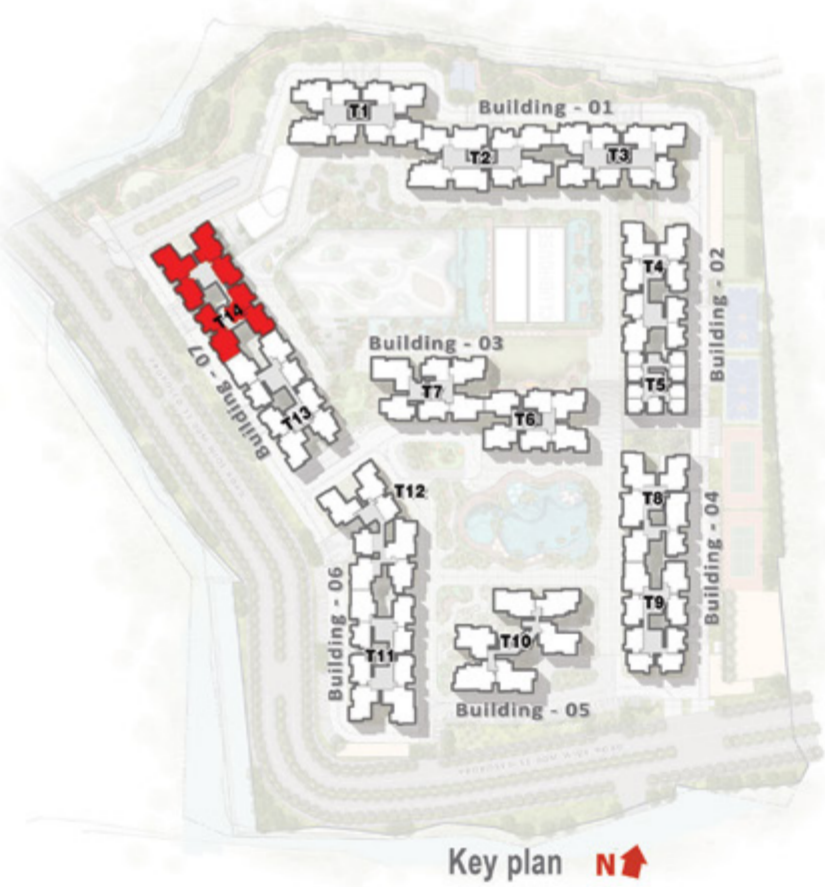 Building - 01
T1
T2
T3
T4
Building - 02
T5
T14
Building - 03
T7
T6
Building - 07
T13
T12
T8
Building - 04
T9
Building - 06
T10
T11
Building - 05
Key plan N